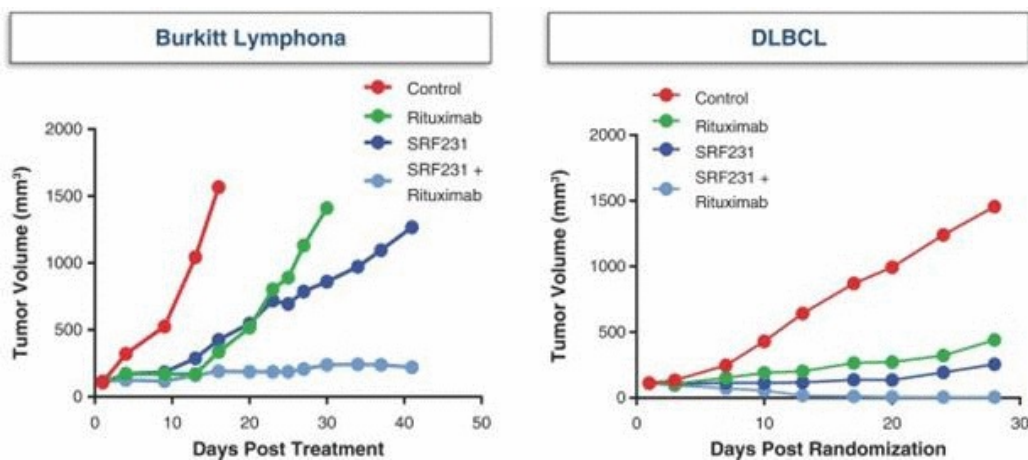 Burkitt Lymphona
Control
Rituximab
SRF231
SRF231 +
Rituximab
Tumor Volume (mm³)
2000
1500
1000
500
0
0 10 20 30 40 50
Days Post Treatment
DLBCL
Control
Rituximab
SRF231
SRF231 +
Rituximab
Tumor Volume (mm³)
2000
1500
1000
500
0
0 10 20 30
Days Post Randomization